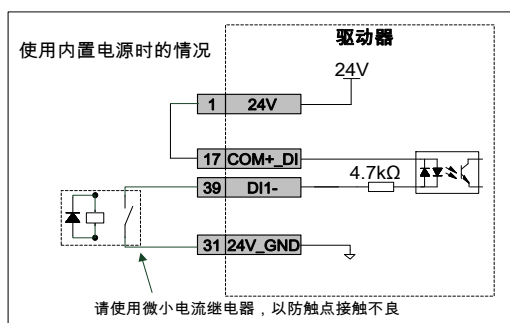 使用内置电源时的情况
驱动器
24V
1 24V
17 COM+_DI
39 DI1-
4.7kΩ
31 24V_GND
请使用微小电流继电器，以防触点接触不良